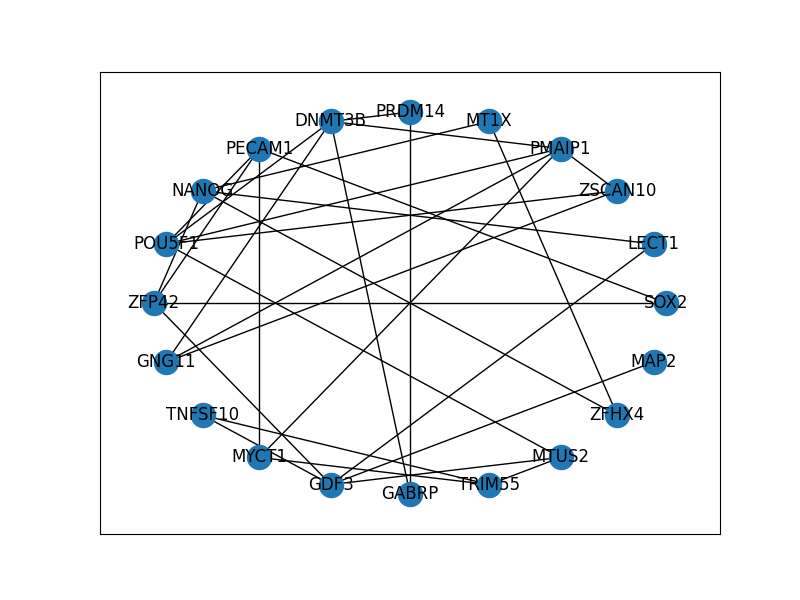 PRDM14
DNMT3B
MT1X
PECAM1
PMAIP1
NANOG
ZSCAN10
POU5F1
LECT1
ZFP42
SOX2
GNG11
MAP2
TNFSF10
ZFHX4
MYCT1
MTUS2
GDF3
TRIM55
GABRP